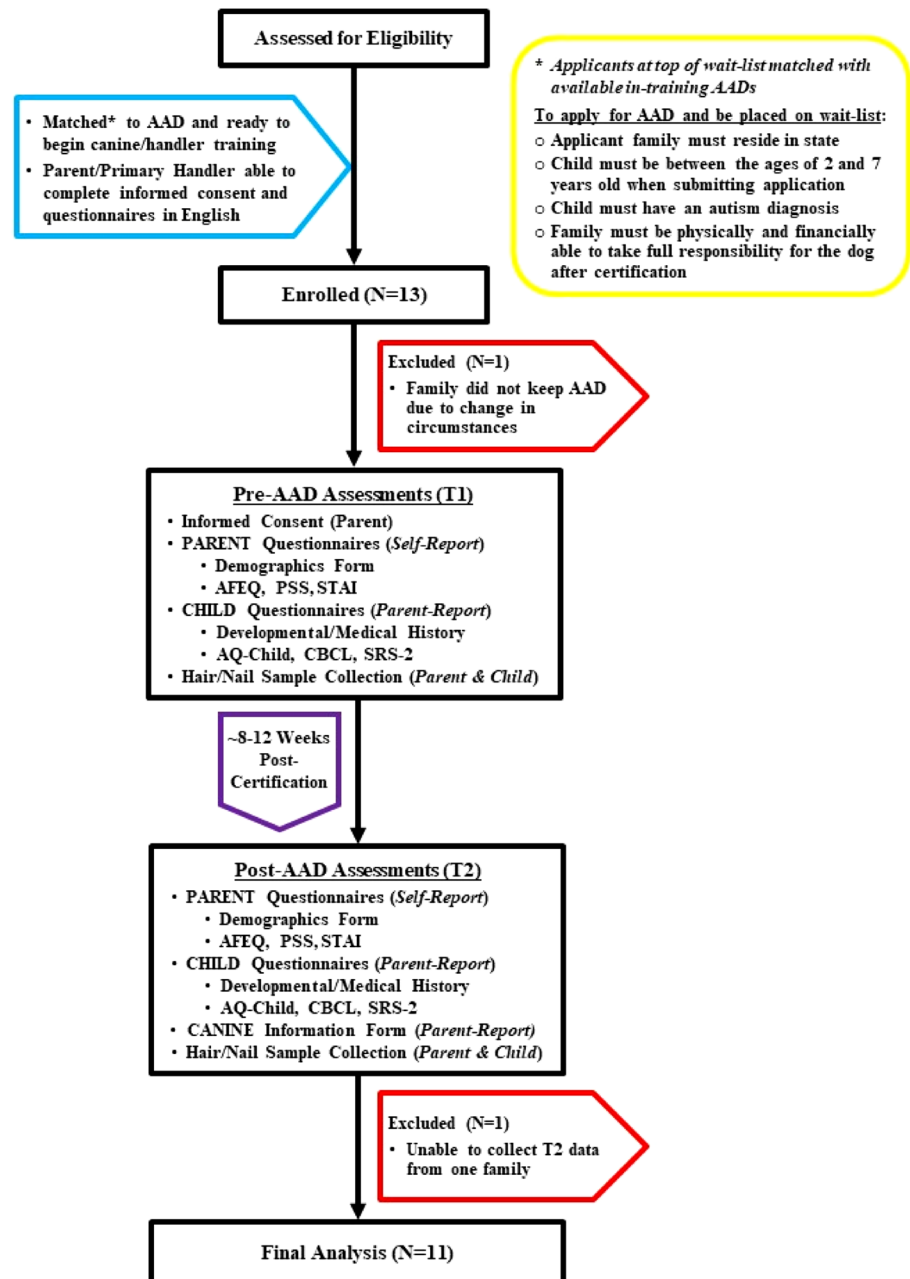 Assessed for Eligibility
* Applicants at top of wait-list matched with
available in-training AADs
To apply for AAD and be placed on wait-list:
○ Applicant family must reside in state
○ Child must be between the ages of 2 and 7
years old when submitting application
○ Child must have an autism diagnosis
○ Family must be physically and financially
able to take full responsibility for the dog
after certification
• Matched* to AAD and ready to
begin canine/handler training
• Parent/Primary Handler able to
complete informed consent and
questionnaires in English
Enrolled (N=13)
Excluded (N=1)
• Family did not keep AAD
due to change in
circumstances
Pre-AAD Assessments (T1)
• Informed Consent (Parent)
• PARENT Questionnaires (Self-Report)
• Demographics Form
• AFEQ, PSS, STAI
• CHILD Questionnaires (Parent-Report)
• Developmental/Medical History
• AQ-Child, CBCL, SRS-2
• Hair/Nail Sample Collection (Parent & Child)
~8-12 Weeks
Post-
Certification
Post-AAD Assessments (T2)
• PARENT Questionnaires (Self-Report)
• Demographics Form
• AFEQ, PSS, STAI
• CHILD Questionnaires (Parent-Report)
• Developmental/Medical History
• AQ-Child, CBCL, SRS-2
• CANINE Information Form (Parent-Report)
• Hair/Nail Sample Collection (Parent & Child)
Excluded (N=1)
• Unable to collect T2 data
from one family
Final Analysis (N=11)